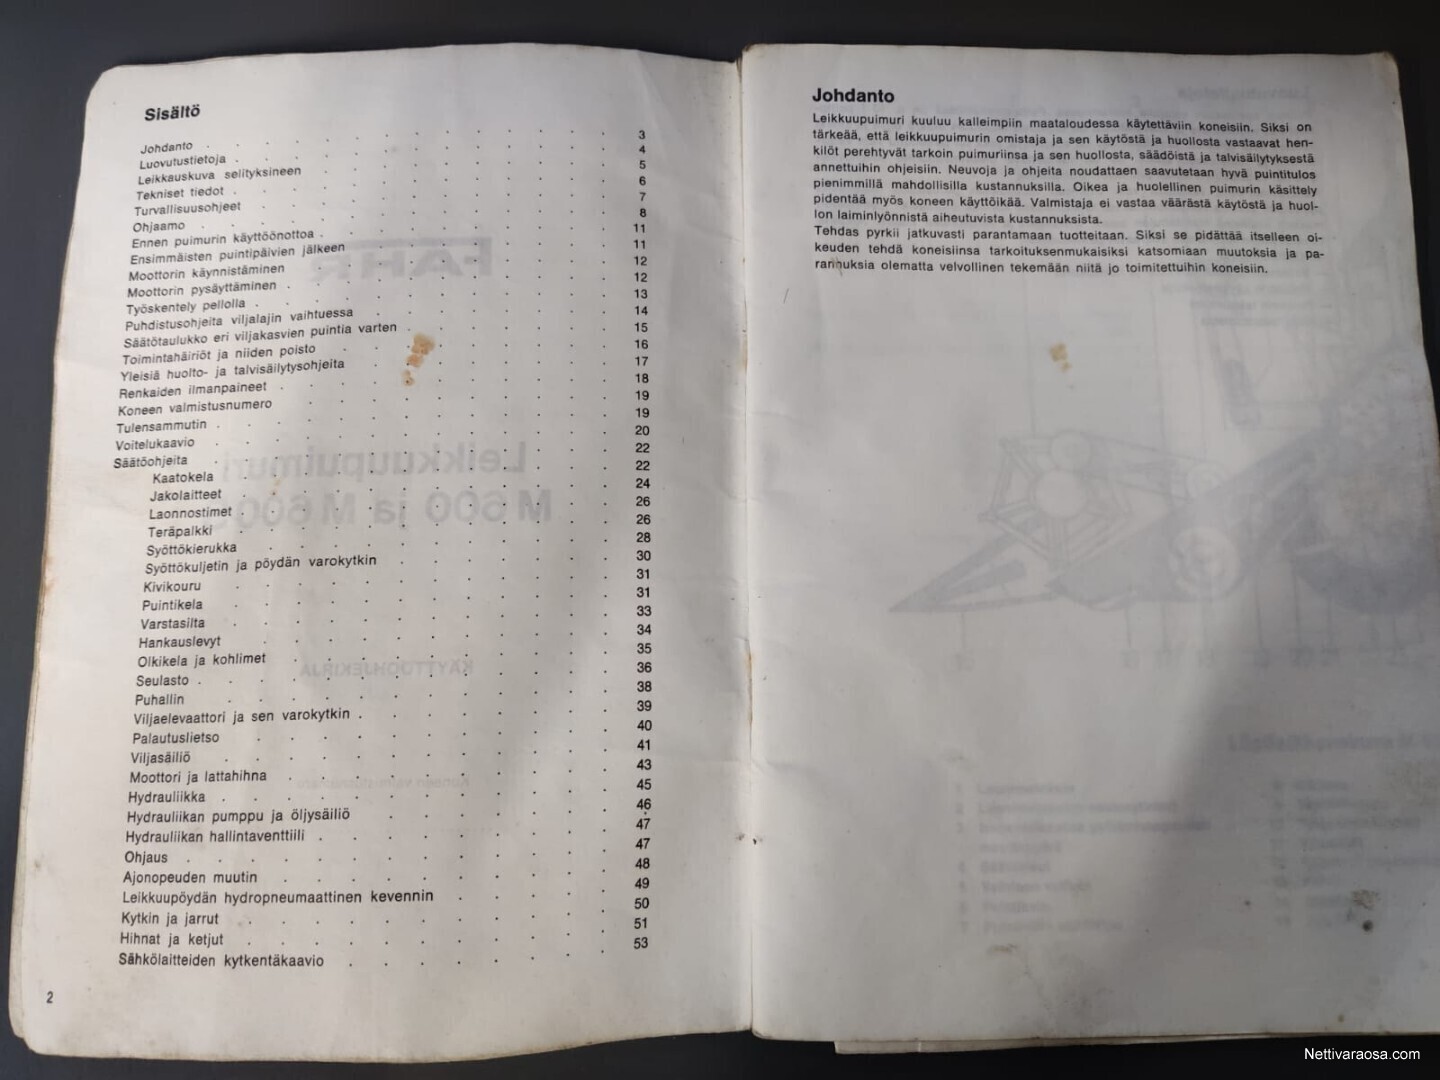 Sisältö
Johdanto . . . . . . . . . . . . 3
Luovutustietoja . . . . . . . . . . . . 4
Leikkauskuva selityksineen . . . . . . . . . . 5
Tekniset tiedot . . . . . . . . . . . . 6
Turvallisuusohjeet . . . . . . . . . . . 7
Ohjaamo . . . . . . . . . . . . 8
Ennen puimurin käyttöönottoa . . . . . . . . . . 11
Ensimmäisten puintipäivien jälkeen . . . . . . . . . 11
Moottorin käynnistäminen . . . . . . . . . . 12
Moottorin pysäyttäminen . . . . . . . . . . 12
Työskentely pellolla . . . . . . . . . . . 13
Puhdistusohjeita viljalajin vaihtuessa . . . . . . . . 14
Säätötaulukko eri viljakasvien puintia varten . . . . . . . 15
Toimintahäiriöt ja niiden poisto . . . . . . . . . 16
Yleisiä huolto- ja talvisäilytysohjeita . . . . . . . . 17
Renkaiden ilmanpaineet . . . . . . . . . . 18
Koneen valmistusnumero . . . . . . . . . . 19
Tulensammutin . . . . . . . . . . . . 19
Voitelukaavio . . . . . . . . . . . . 20
Säätöohjeita . . . . . . . . . . . . 22
Kaatokela . . . . . . . . . . . 22
Jakolaitteet . . . . . . . . . . . 24
Laonnostimet . . . . . . . . . . . 26
Teräpalkki . . . . . . . . . . . 26
Syöttökierukka . . . . . . . . . . 28
Syöttökuljetin ja pöydän varokytkin . . . . . . . 30
Kivikouru . . . . . . . . . . . 31
Puintikela . . . . . . . . . . . 31
Varstasilta . . . . . . . . . . . 33
Hankauslevyt . . . . . . . . . . 34
Olkikela ja kohlimet . . . . . . . . . 35
Seulasto . . . . . . . . . . . . 36
Puhallin . . . . . . . . . . . 38
Viljaelevaattori ja sen varokytkin . . . . . . . . 39
Palautuslietso . . . . . . . . . . 40
Viljasäiliö . . . . . . . . . . . 41
Moottori ja lattahihna . . . . . . . . . 43
Hydrauliikka . . . . . . . . . . . 45
Hydrauliikan pumppu ja öljysäiliö . . . . . . . 46
Hydrauliikan hallintaventtiili . . . . . . . . . 47
Ohjaus . . . . . . . . . . . . 47
Ajonopeuden muutin . . . . . . . . . 48
Leikkuupöydän hydropneumaattinen kevennin . . . . . . 49
Kytkin ja jarrut . . . . . . . . . . 50
Hihnat ja ketjut . . . . . . . . . . 51
Sähkölaitteiden kytkentäkaavio . . . . . . . . 53
2
Johdanto
Leikkuupuimuri kuuluu kalleimpiin maataloudessa käytettäviin koneisiin. Siksi on
tärkeää, että leikkuupuimurin omistaja ja sen käytöstä ja huollosta vastaavat hen-
kilöt perehtyvät tarkoin puimuriinsa ja sen huollosta, säädöistä ja talvisäilytyksestä
annettuihin ohjeisiin. Neuvoja ja ohjeita noudattaen saavutetaan hyvä puintitulos
pienimmillä mahdollisilla kustannuksilla. Oikea ja huolellinen puimurin käsittely
pidentää myös koneen käyttöikää. Valmistaja ei vastaa väärästä käytöstä ja huol-
lon laiminlyönnistä aiheutuvista kustannuksista.
Tehdas pyrkii jatkuvasti parantamaan tuotteitaan. Siksi se pidättää itselleen oi-
keuden tehdä koneisiinsa tarkoituksenmukaisiksi katsomiaan muutoksia ja pa-
rannuksia olematta velvollinen tekemään niitä jo toimitettuihin koneisiin.
Nettivaraosa.com